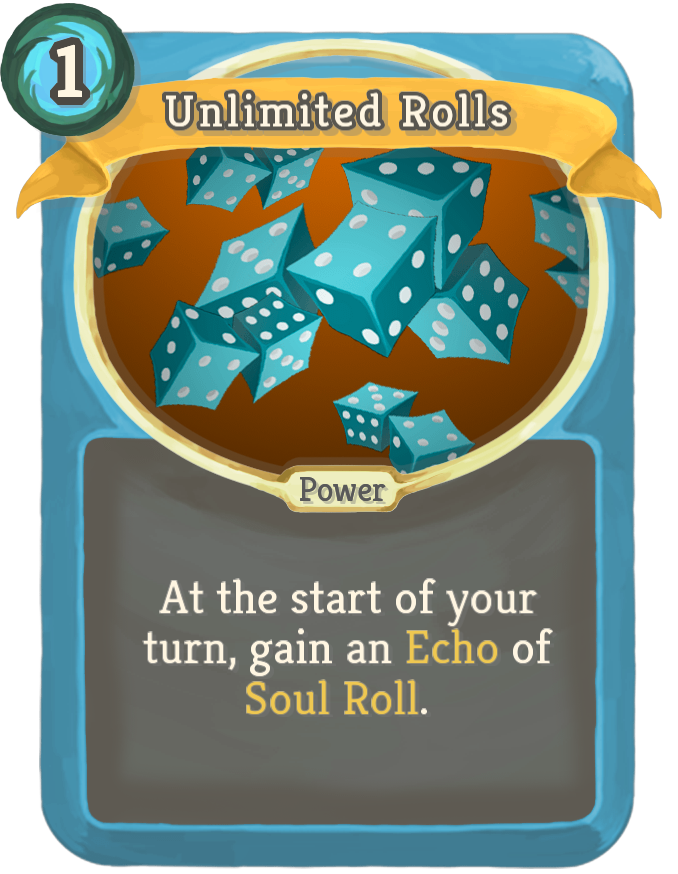 1
Unlimited Rolls
Power
At the start of your
turn, gain an Echo of
Soul Roll.